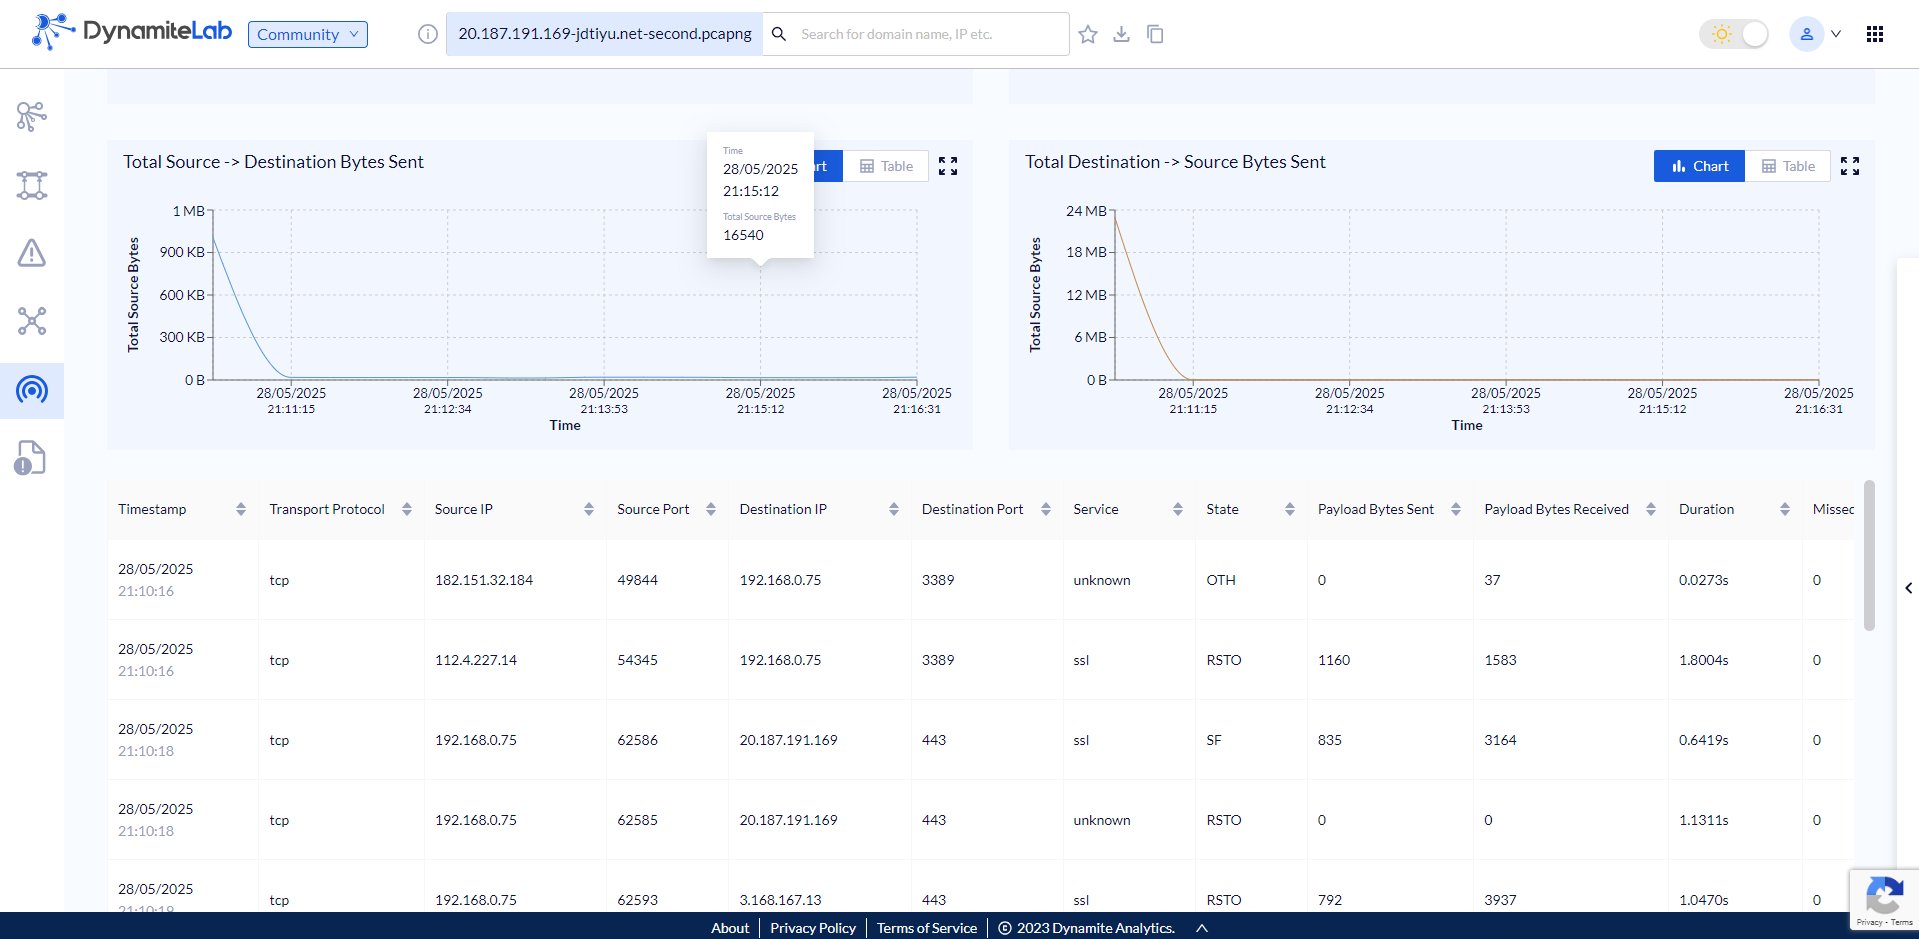 DynamiteLab
Community
20.187.191.169-jdtiyu.net-second.pcapng
Search for domain name, IP etc.
Total Source -> Destination Bytes Sent
Time
28/05/2025
21:15:12
Total Source Bytes
16540
rt
Table
Total Source Bytes
1 MB
900 KB
600 KB
300 KB
0 B
28/05/2025 28/05/2025 28/05/2025 28/05/2025 28/05/2025
21:11:15 21:12:34 21:13:53 21:15:12 21:16:31
Time
Total Destination -> Source Bytes Sent
Chart
Table
Total Source Bytes
24 MB
18 MB
12 MB
6 MB
0 B
28/05/2025 28/05/2025 28/05/2025 28/05/2025 28/05/2025
21:11:15 21:12:34 21:13:53 21:15:12 21:16:31
Time
Timestamp Transport Protocol Source IP Source Port Destination IP Destination Port Service State Payload Bytes Sent Payload Bytes Received Duration Missec
28/05/2025
21:10:16
tcp 182.151.32.184 49844 192.168.0.75 3389 unknown OTH 0 37 0.0273s 0
28/05/2025
21:10:16
tcp 112.4.227.14 54345 192.168.0.75 3389 ssl RSTO 1160 1583 1.8004s 0
28/05/2025
21:10:18
tcp 192.168.0.75 62586 20.187.191.169 443 ssl SF 835 3164 0.6419s 0
28/05/2025
21:10:18
tcp 192.168.0.75 62585 20.187.191.169 443 unknown RSTO 0 0 1.1311s 0
28/05/2025
tcp 192.168.0.75 62593 3.168.167.13 443 ssl RSTO 792 3937 1.0470s 0
Privacy - Terms
About Privacy Policy Terms of Service © 2023 Dynamite Analytics.